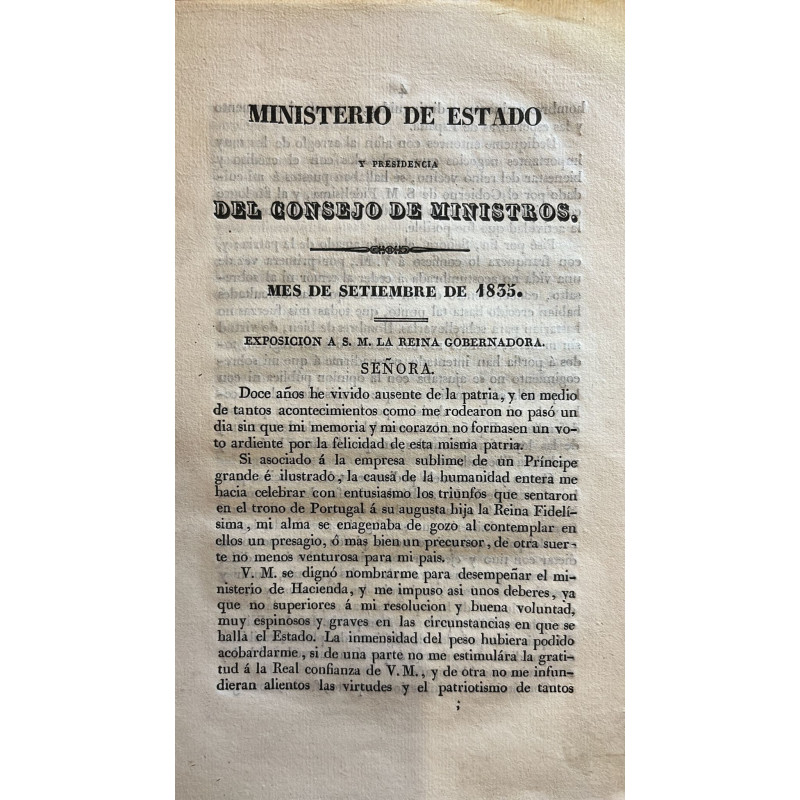 MINISTERIO DE ESTADO
Y PRESIDENCIA
DEL CONSEJO DE MINISTROS.
MES DE SETIEMBRE DE 1835.
EXPOSICION A S. M. LA REINA GOBERNADORA.
SEÑORA.
Doce años he vivido ausente de la patria, y en medio
de tantos acontecimientos como me rodearon no pasó un
dia sin que mi memoria y mi corazon no formasen un vo-
to ardiente por la felicidad de esta misma patria.
Si asociado á la empresa sublime de un Príncipe
grande é ilustrado, la causa de la humanidad entera me
hacia celebrar con entusiasmo los triunfos que sentaron
en el trono de Portugal á su augusta hija la Reina Fidelí-
sima, mi alma se enagenaba de gozo al contemplar en
ellos un presagio, ó mas bien un precursor, de otra suer-
te no menos venturosa para mi pais.
V. M. se dignó nombrarme para desempeñar el mi-
nisterio de Hacienda, y me impuso asi unos deberes, ya
que no superiores á mi resolucion y buena voluntad,
muy espinosos y graves en las circunstancias en que se
halla el Estado. La inmensidad del peso hubiera podido
acobardarme, si de una parte no me estimulára la grati-
tud á la Real confianza de V. M., y de otra no me infun-
dieran alientos las virtudes y el patriotismo de tantos